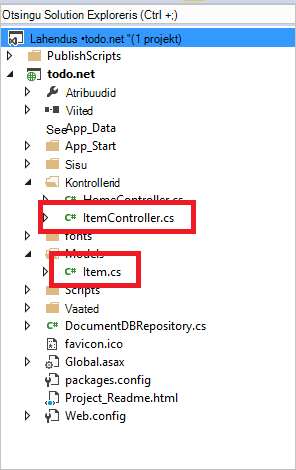 Otsingu Solution Exploreris (Ctrl +;)
Lahendus •todo.net "(1 projekt)
PublishScripts
todo.net
Atribuudid
Viited
See App_Data
App_Start
Sisu
Kontrollerid
HomeController.cs
ItemController.cs
fonts
Models
Item.cs
Scripts
Vaated
DocumentDBRepository.cs
favicon.ico
Global.asax
packages.config
Project_Readme.html
Web.config